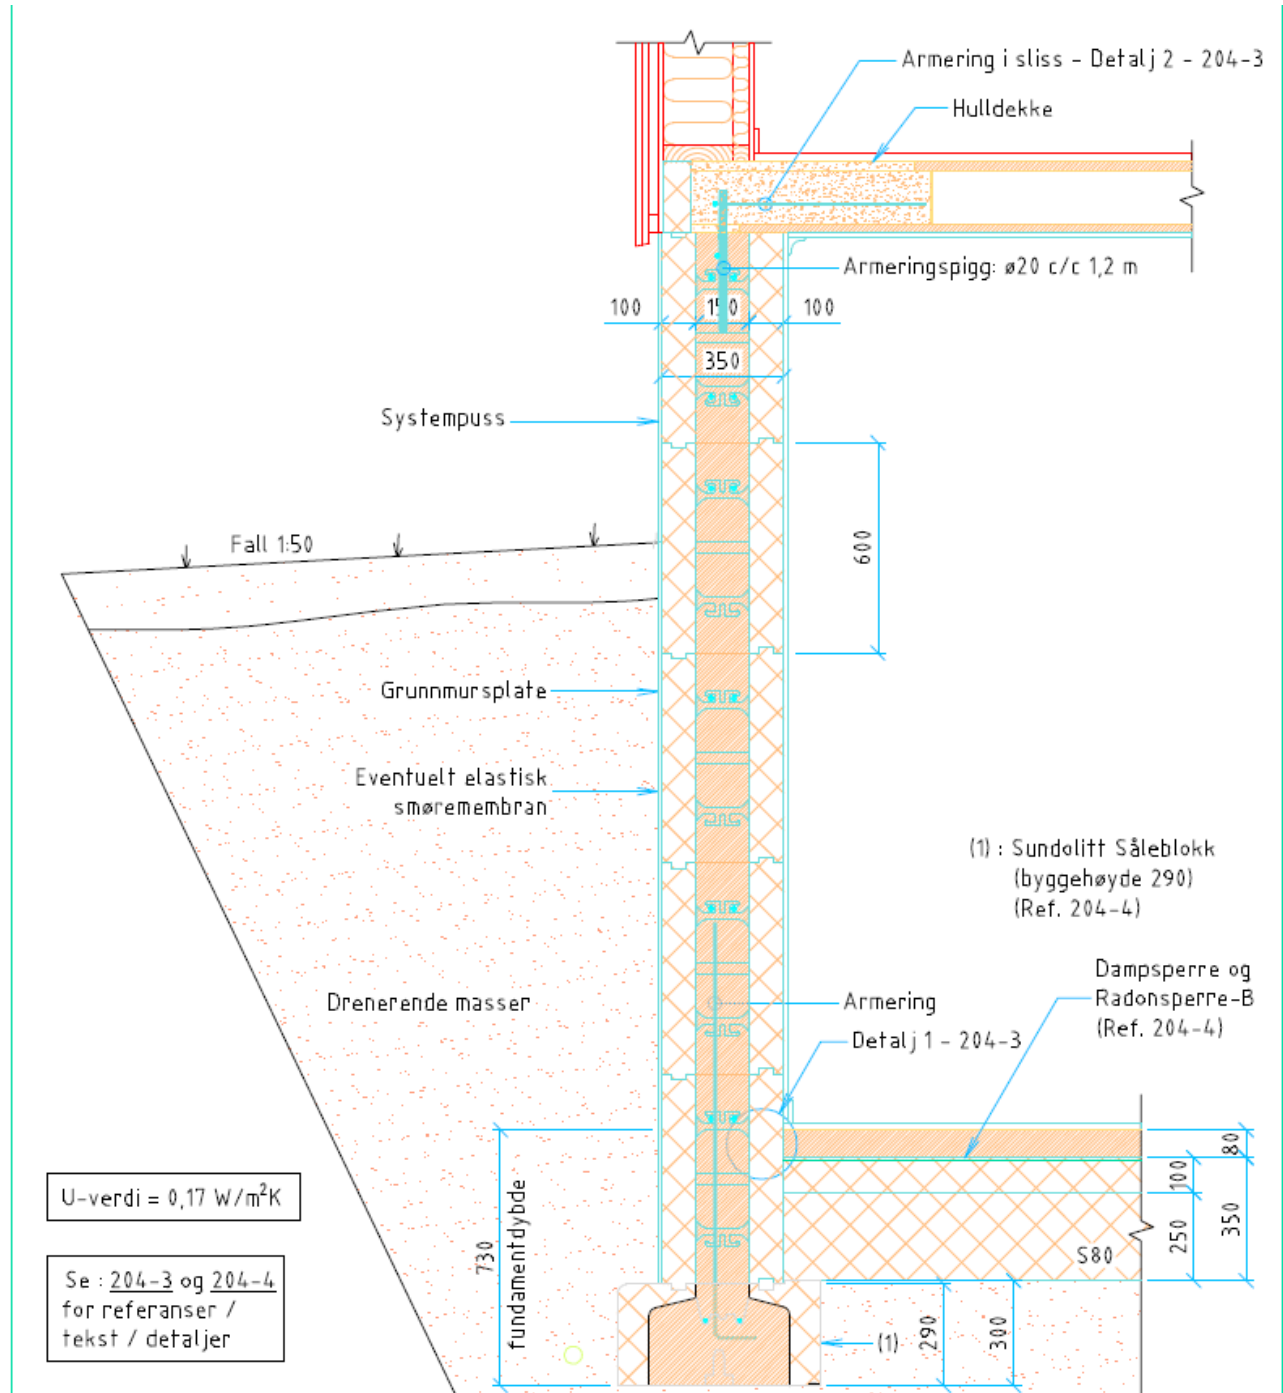 Armering i sliss - Detalj 2 - 204-3
Hulldekke
Armeringspigg: ø20 c/c 1,2 m
100
150
100
350
Systempuss
600
Fall 1:50
Grunnmursplate
Eventuelt elastisk
smøremembran
(1) : Sundolitt Såleblokk
(byggehøyde 290)
(Ref. 204-4)
Dampsperre og
Radonsperre-B
(Ref. 204-4)
Drenerende masser
Armering
Detalj 1 - 204-3
80
100
250
350
S80
730
fundamentdybde
U-verdi = 0,17 W/m²K
Se : 204-3 og 204-4
for referanser /
tekst / detaljer
(1)
290
300